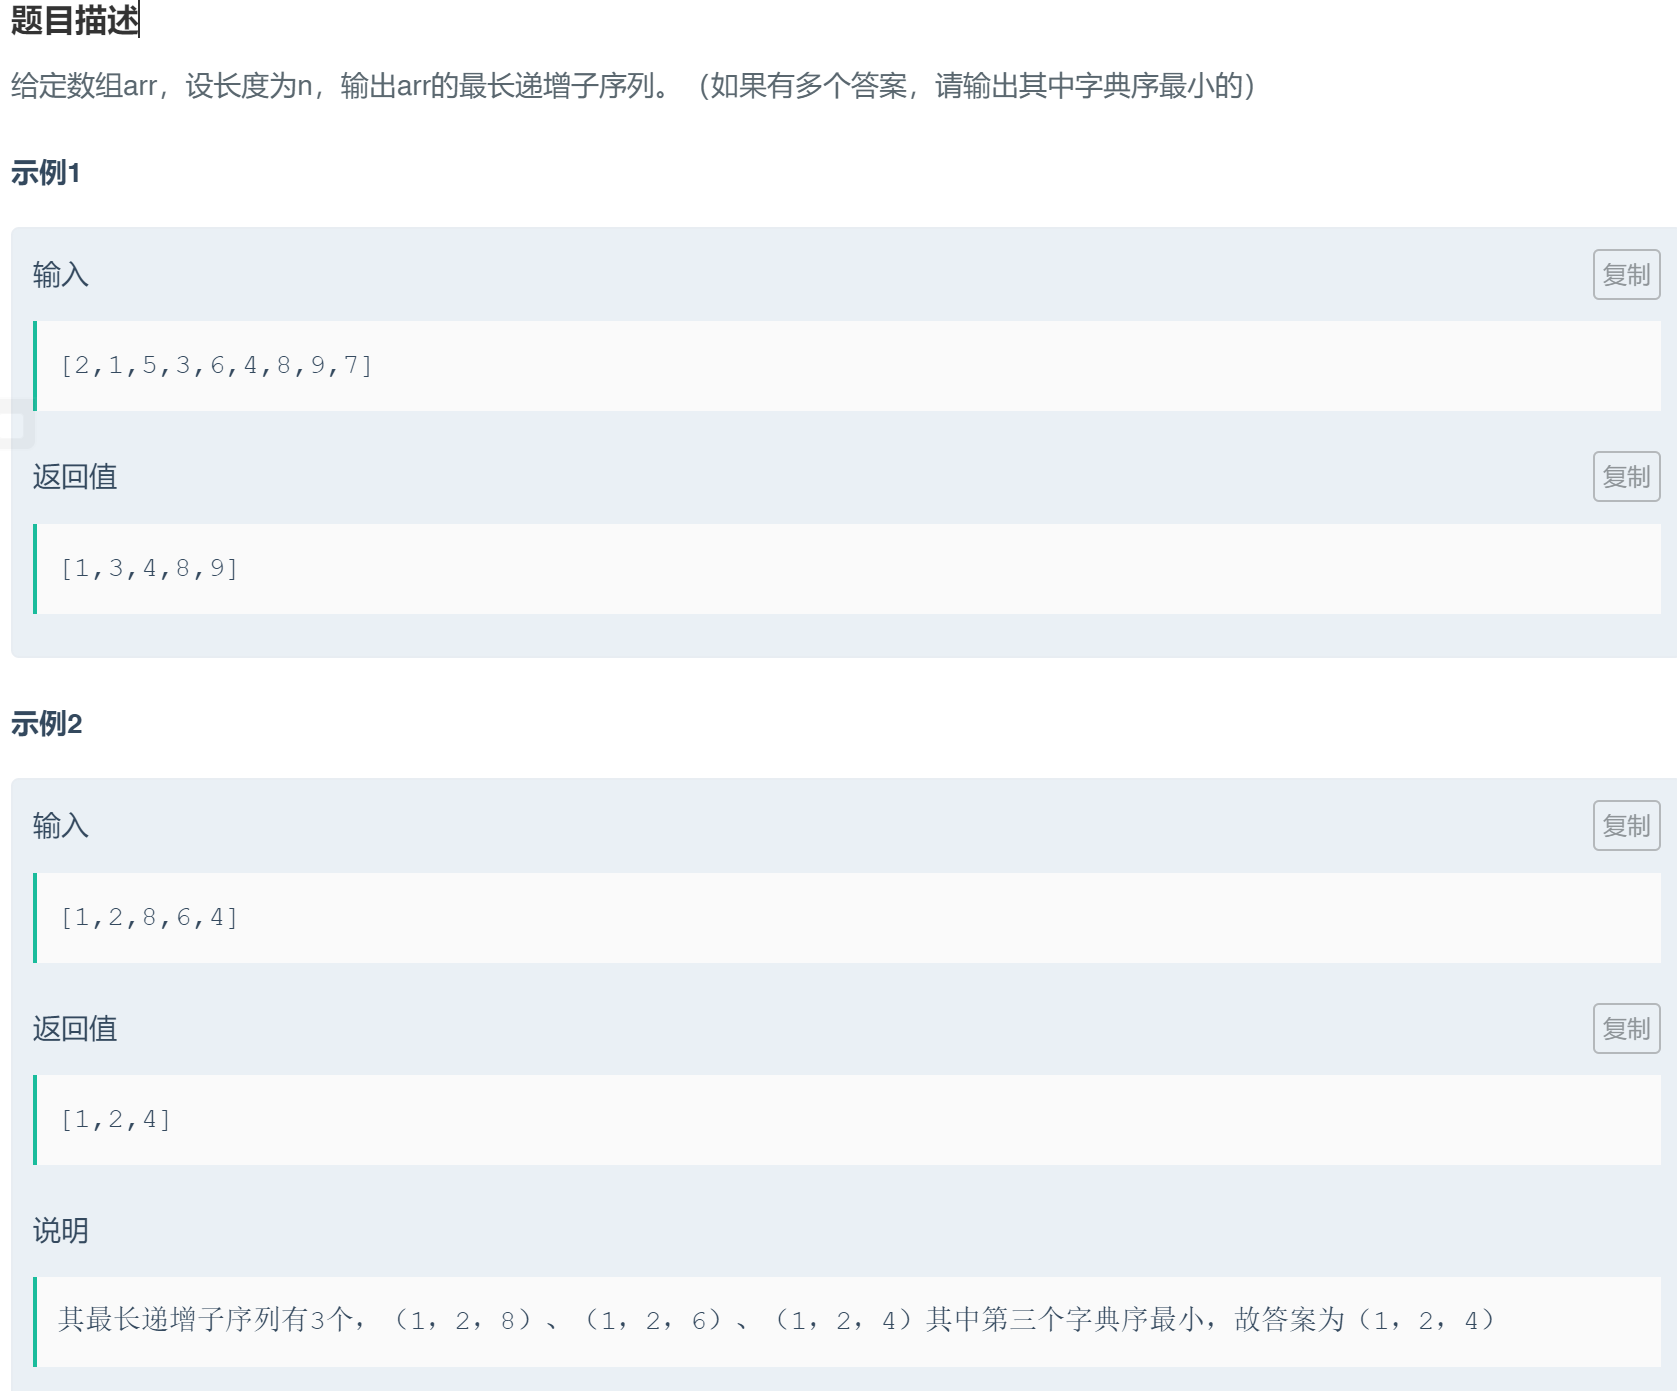 题目描述
给定数组arr，设长度为n，输出arr的最长递增子序列。（如果有多个答案，请输出其中字典序最小的）
示例1
输入
复制
[2,1,5,3,6,4,8,9,7]
返回值
复制
[1,3,4,8,9]
示例2
输入
复制
[1,2,8,6,4]
返回值
复制
[1,2,4]
说明
其最长递增子序列有3个，（1，2，8）、（1，2，6）、（1，2，4）其中第三个字典序最小，故答案为（1，2，4）